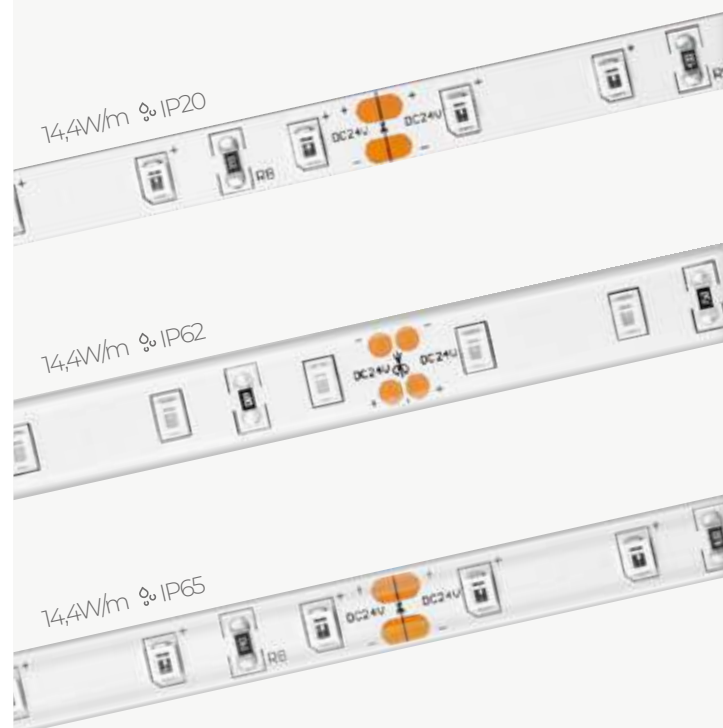 14,4W/m IP20
+ + + +
DC24V DC24V
- -
R8
14,4W/m IP62
- -
DC24V DC24V
+ +
14,4W/m IP65
+ + + +
DC24V DC24V
- -
R8